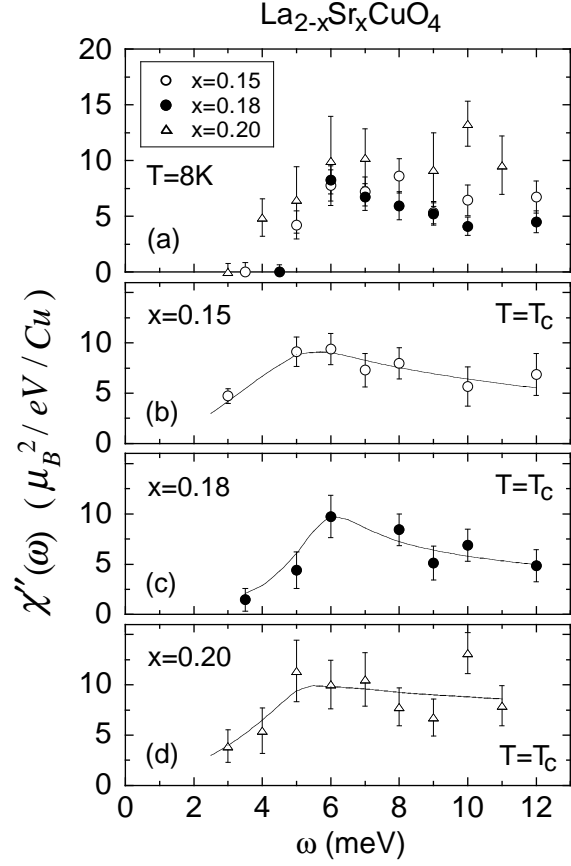 La2-xSrxCuO4
20
x=0.15
x=0.18
x=0.20
15
10
T=8K
5
(a)
0
x=0.15
T=Tc
10
5
(b)
0
x=0.18
T=Tc
10
5
(c)
0
x=0.20
10
5
(d)
T=Tc
0
0 2 4 6 8 10 12
ω (meV)
χ″(ω) (μB²/eV/Cu)